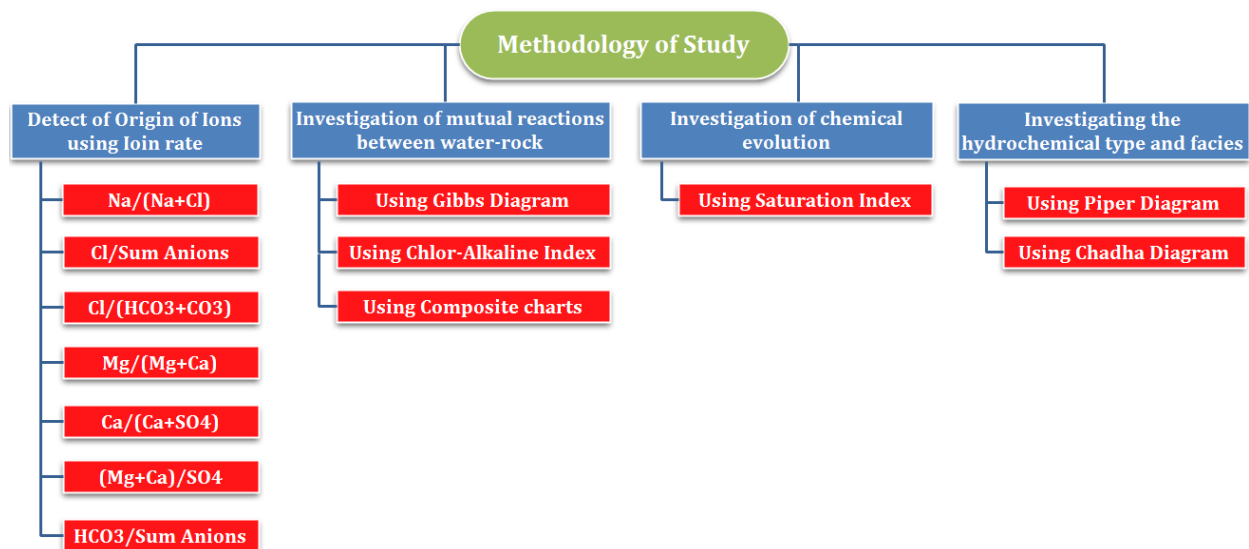 Methodology of Study
Detect of Origin of Ions
using Ioin rate
Na/(Na+Cl)
Cl/Sum Anions
Cl/(HCO3+CO3)
Mg/(Mg+Ca)
Ca/(Ca+SO4)
(Mg+Ca)/SO4
HCO3/Sum Anions
Investigation of mutual reactions
between water-rock
Using Gibbs Diagram
Using Chlor-Alkaline Index
Using Composite charts
Investigation of chemical
evolution
Using Saturation Index
Investigating the
hydrochemical type and facies
Using Piper Diagram
Using Chadha Diagram